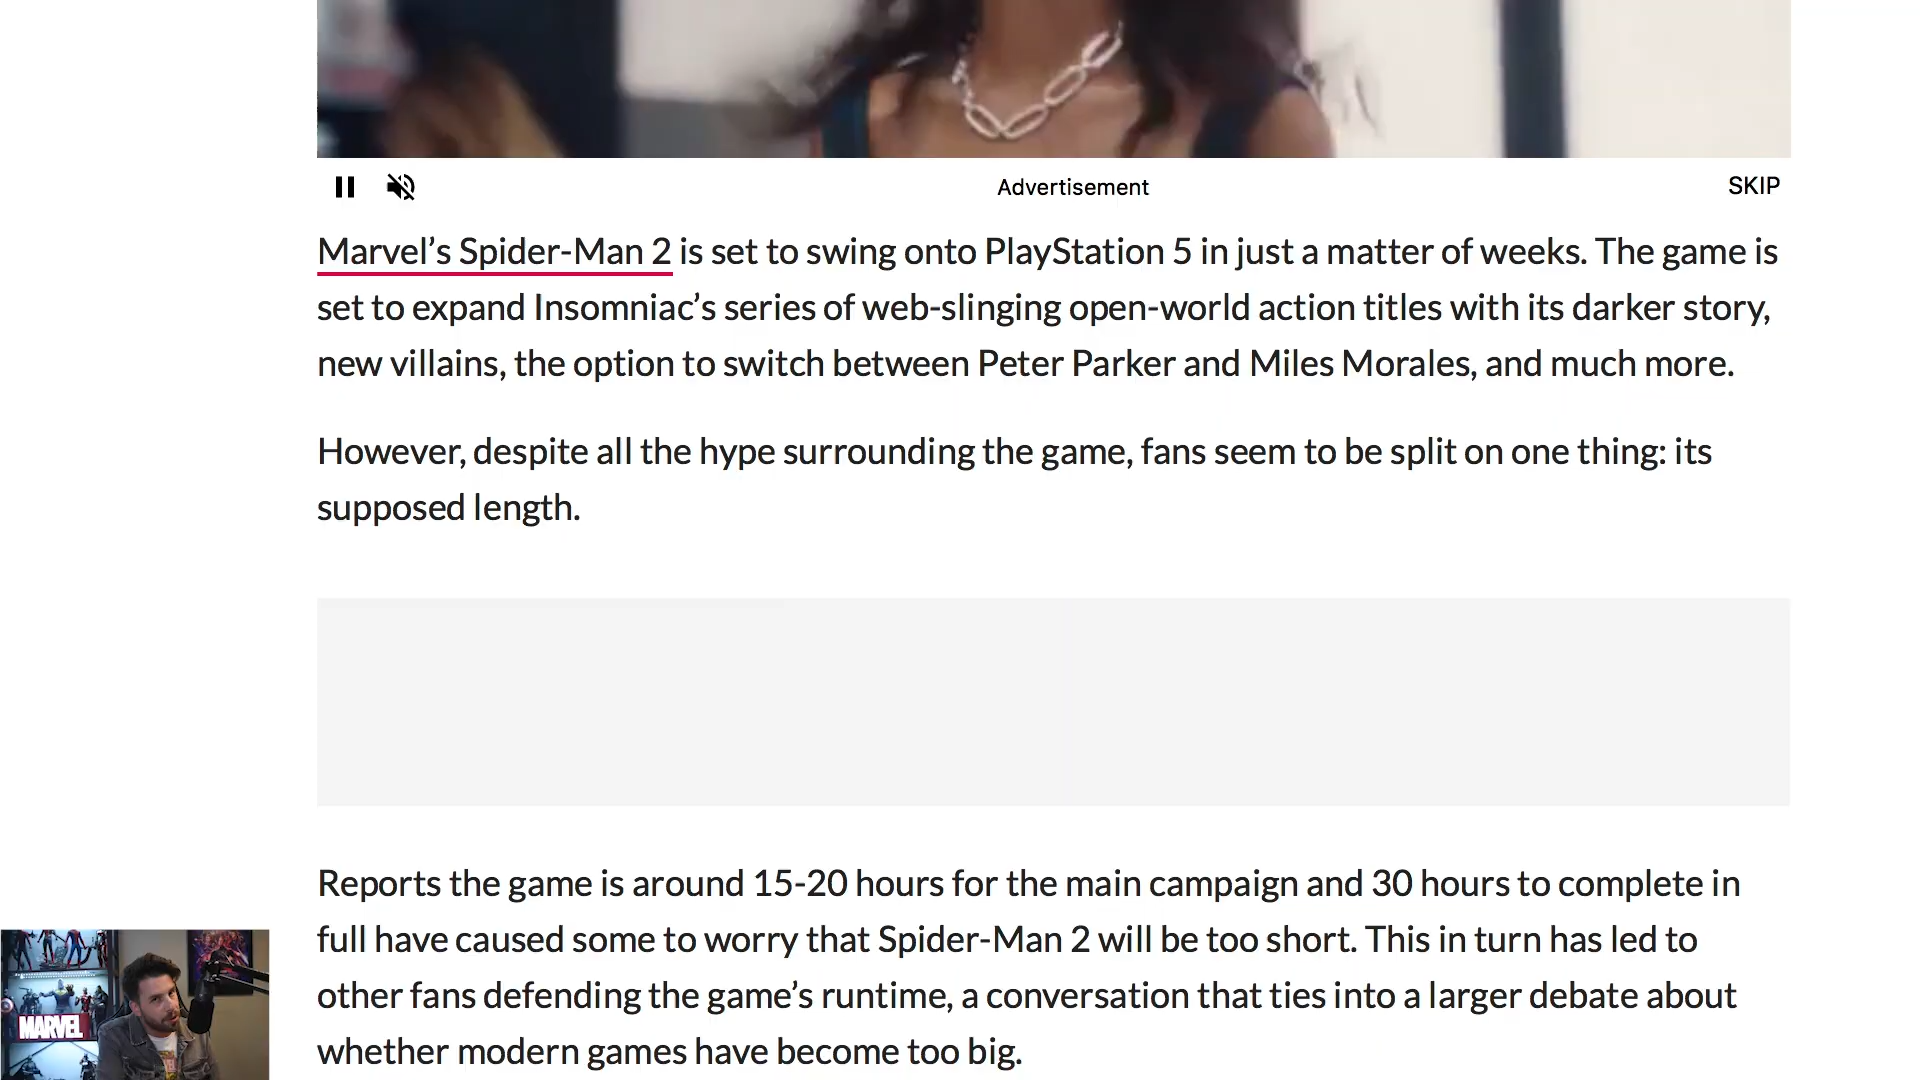 Advertisement
SKIP
Marvel’s Spider-Man 2 is set to swing onto PlayStation 5 in just a matter of weeks. The game is
set to expand Insomniac’s series of web-slinging open-world action titles with its darker story,
new villains, the option to switch between Peter Parker and Miles Morales, and much more.
However, despite all the hype surrounding the game, fans seem to be split on one thing: its
supposed length.
Reports the game is around 15-20 hours for the main campaign and 30 hours to complete in
full have caused some to worry that Spider-Man 2 will be too short. This in turn has led to
other fans defending the game’s runtime, a conversation that ties into a larger debate about
whether modern games have become too big.
MARVEL